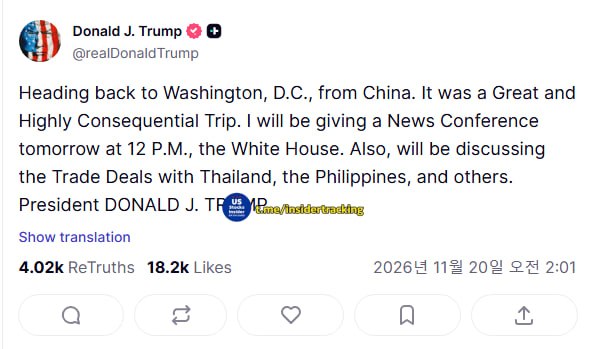 Donald J. Trump
@realDonaldTrump
Heading back to Washington, D.C., from China. It was a Great and
Highly Consequential Trip. I will be giving a News Conference
tomorrow at 12 P.M., the White House. Also, will be discussing
the Trade Deals with Thailand, the Philippines, and others.
President DONALD J.
US Stocks Insider
t.me/insidertracking
Show translation
4.02k ReTruths 18.2k Likes
2026년 11월 20일 오전 2:01